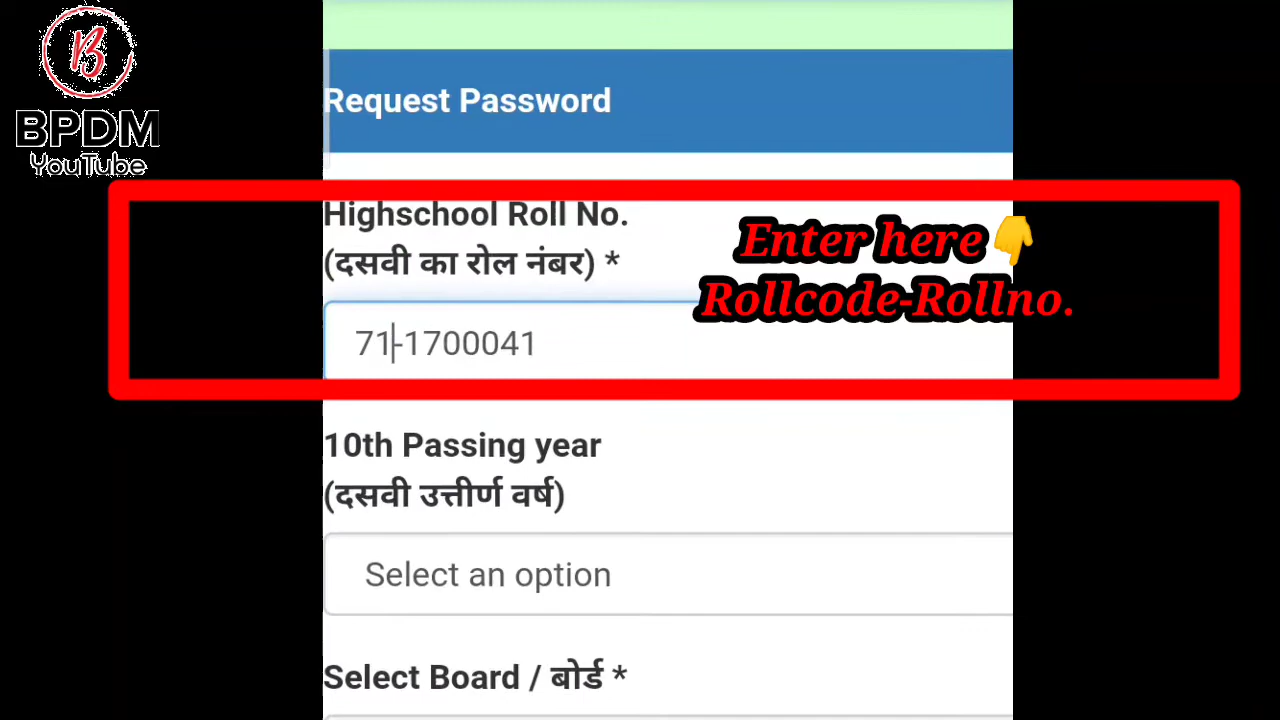 B
BPDM
YouTube
Request Password
Highschool Roll No.
(दसवी का रोल नंबर) *
Enter here👇
Rollcode-Rollno.
71-1700041
10th Passing year
(दसवी उत्तीर्ण वर्ष)
Select an option
Select Board / बोर्ड *